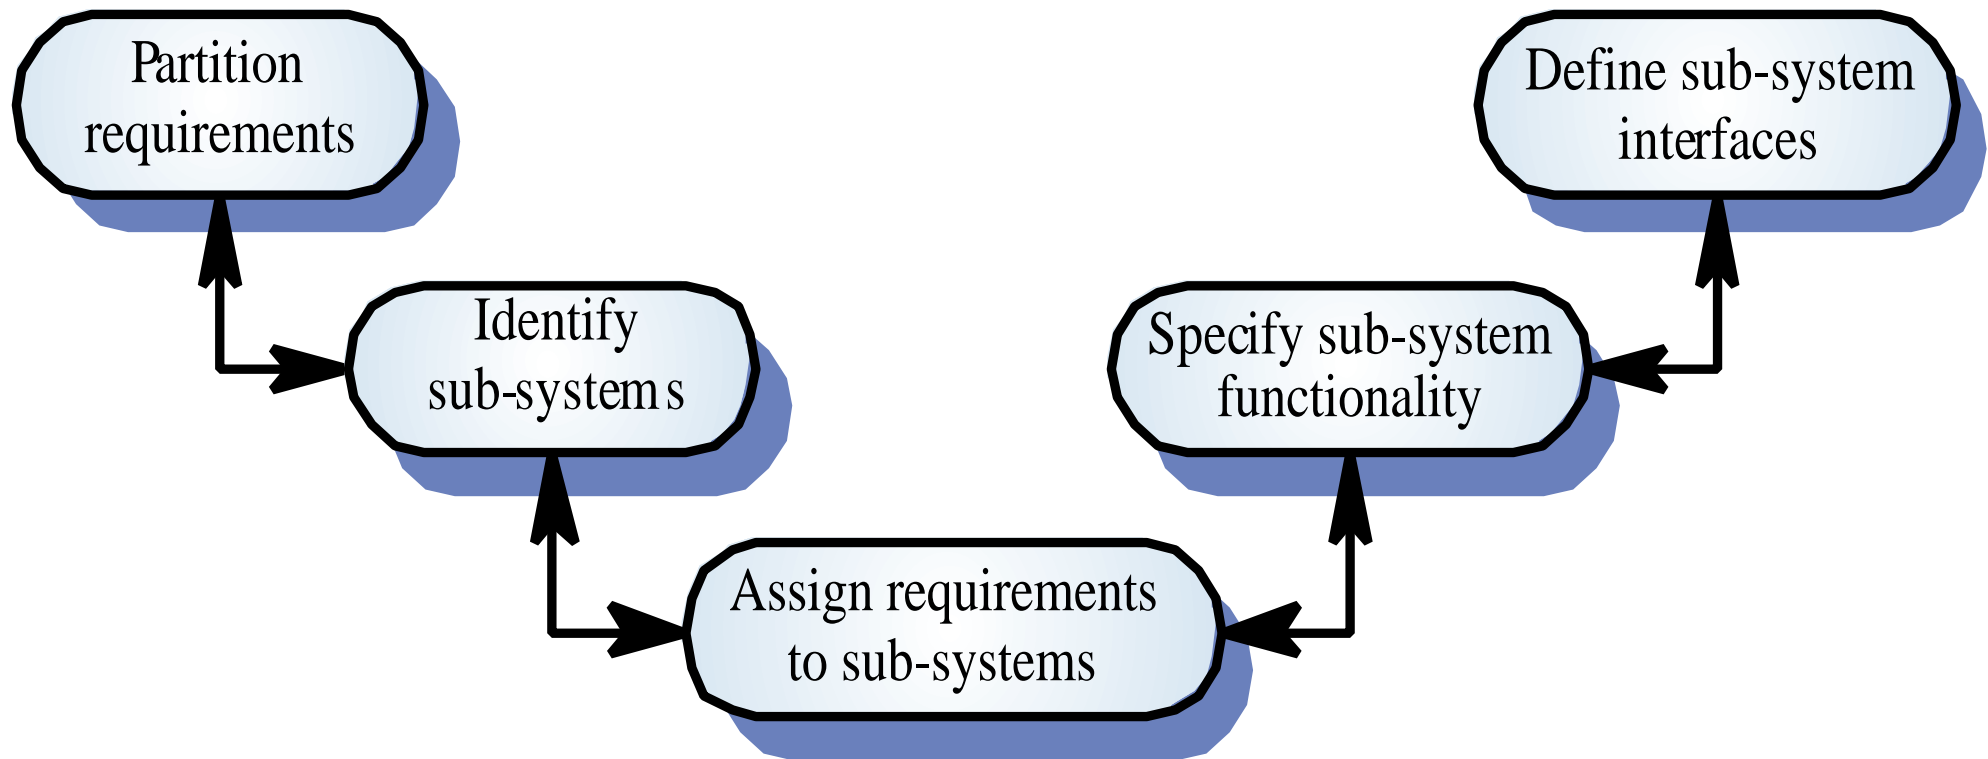 Partition
requirements
Identify
sub-systems
Assign requirements
to sub-systems
Specify sub-system
functionality
Define sub-system
interfaces